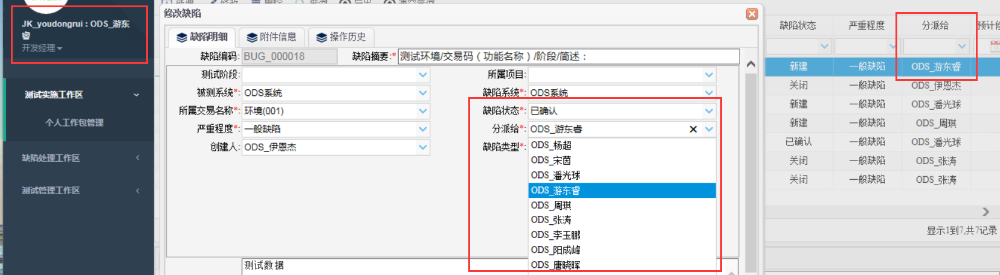 新增 修改 删除 查询 导出 清空查询
JK_youdongrui : ODS_游东
睿
开发经理
测试实施工作区
个人工作包管理
缺陷处理工作区
测试管理工作区
修改缺陷
缺陷明细 附件信息 操作历史
缺陷编码: BUG_000018 缺陷摘要:* 测试环境/交易码（功能名称）/阶段/简述：
测试阶段: 所属项目:
被测系统*: ODS系统 缺陷系统*: ODS系统
所属交易名称*: 环境(001) 缺陷状态*: 已确认
严重程度*: 一般缺陷 分派给*: ODS_游东睿
创建人: ODS_伊恩杰 缺陷类型*:
ODS_杨超
ODS_宋茵
ODS_潘光球
ODS_游东睿
ODS_周琪
ODS_张涛
ODS_李玉鹏
ODS_阳成峰
ODS_唐晓晖
测试数据
缺陷状态 严重程度 分派给 预计修
新建 一般缺陷 ODS_游东睿
关闭 一般缺陷 ODS_伊恩杰
新建 一般缺陷 ODS_潘光球
新建 一般缺陷 ODS_周琪
已确认 一般缺陷 ODS_潘光球
关闭 一般缺陷 ODS_张涛
关闭 一般缺陷 ODS_张涛
显示1到7,共7记录